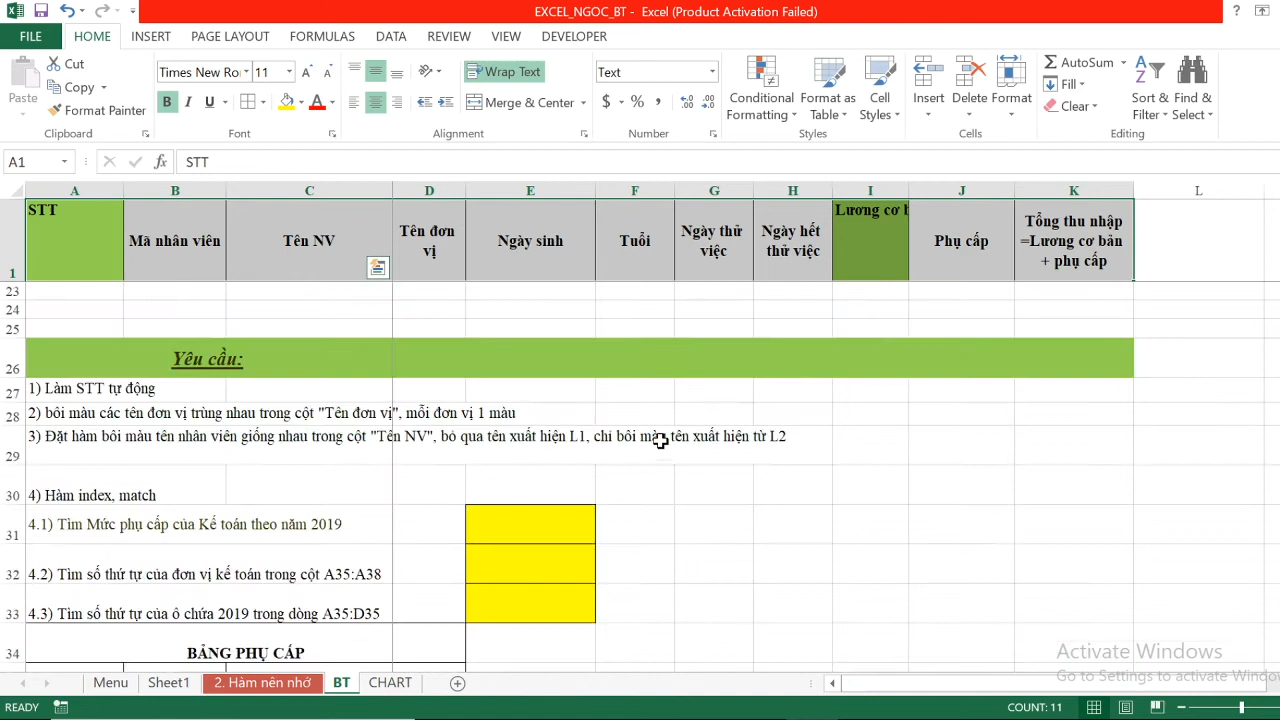 EXCEL_NGOC_BT - Excel (Product Activation Failed)
FILE HOME INSERT PAGE LAYOUT FORMULAS DATA REVIEW VIEW DEVELOPER
Paste
Cut
Copy
Format Painter
Clipboard
Times New Ro 11
B I U
Font
Wrap Text
Merge & Center
Alignment
Text
$ % ,
Number
Conditional Formatting
Format as Table
Cell Styles
Styles
Insert Delete Format
Cells
AutoSum
Fill
Clear
Sort & Filter
Find & Select
Editing
A1 fx STT
A B C D E F G H I J K L
1 STT Mã nhân viên Tên NV Tên đơn vị Ngày sinh Tuổi Ngày thử việc Ngày hết thử việc Lương cơ b Phụ cấp Tổng thu nhập =Lương cơ bản + phụ cấp
23
24
25
26 Yêu cầu:
27 1) Làm STT tự động
28 2) bôi màu các tên đơn vị trùng nhau trong cột "Tên đơn vị", mỗi đơn vị 1 màu
29 3) Đặt hàm bôi màu tên nhân viên giống nhau trong cột "Tên NV", bỏ qua tên xuất hiện L1, chỉ bôi màu tên xuất hiện từ L2
30 4) Hàm index, match
31 4.1) Tìm Mức phụ cấp của Kế toán theo năm 2019
32 4.2) Tìm số thứ tự của đơn vị kế toán trong cột A35:A38
33 4.3) Tìm số thứ tự của ô chứa 2019 trong dòng A35:D35
34 BẢNG PHỤ CẤP
Activate Windows
Go to Settings to activate Windows
Menu Sheet1 2. Hàm nên nhớ BT CHART
READY COUNT: 11